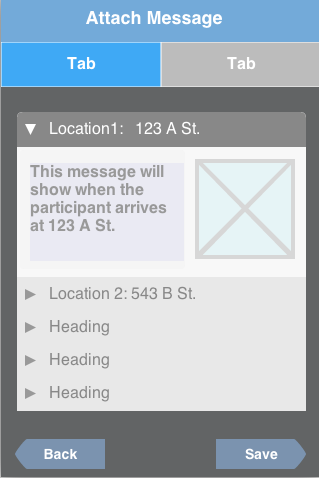 Attach Message
Tab Tab
▼ Location1: 123 A St.
This message will
show when the
participant arrives
at 123 A St.
▶ Location 2: 543 B St.
▶ Heading
▶ Heading
▶ Heading
Back Save